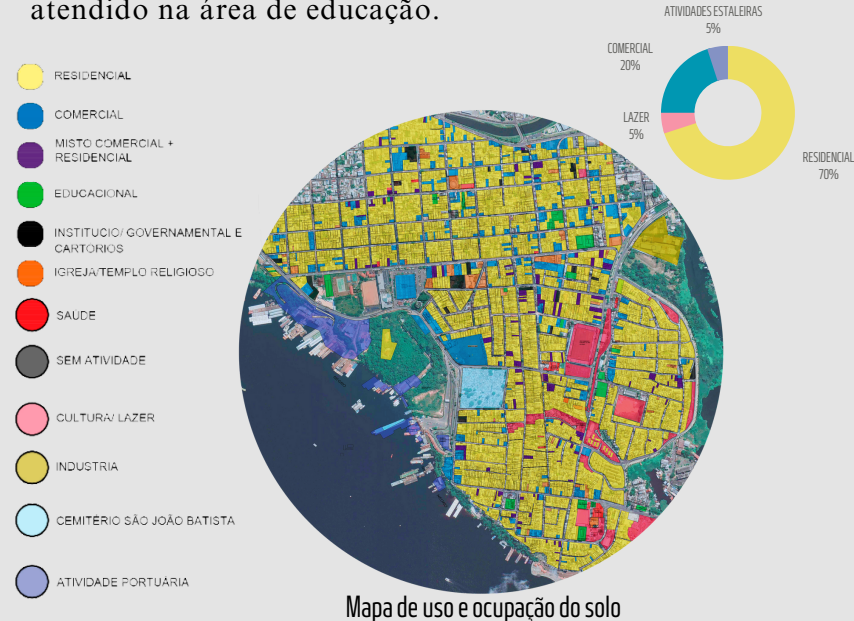 atendido na área de educação.
ATIVIDADES ESTALEIRAS
5%
COMERCIAL
20%
LAZER
5%
RESIDENCIAL
70%
RESIDENCIAL
COMERCIAL
MISTO COMERCIAL +
RESIDENCIAL
EDUCACIONAL
INSTITUCIO/ GOVERNAMENTAL E
CARTORIOS
IGREJA/TEMPLO RELIGIOSO
SAUDE
SEM ATIVIDADE
CULTURA/ LAZER
INDUSTRIA
CEMITÉRIO SÃO JOÃO BATISTA
ATIVIDADE PORTUÁRIA
Mapa de uso e ocupação do solo